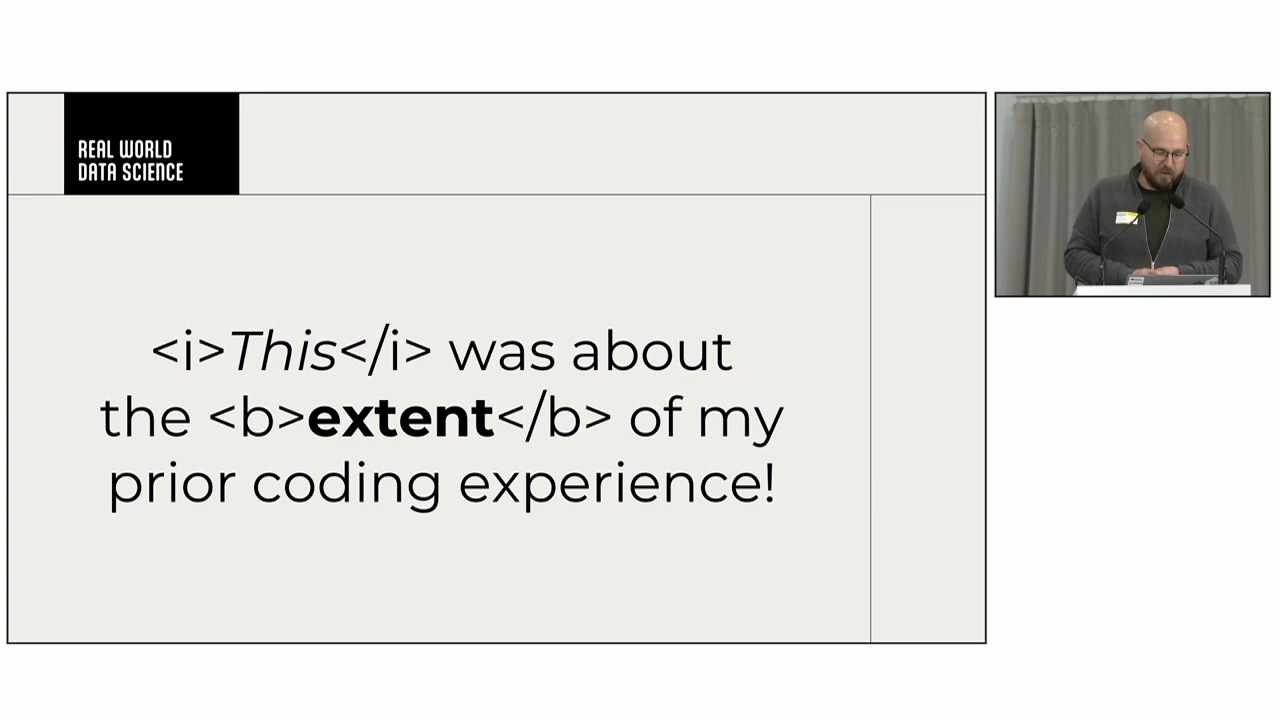 REAL WORLD
DATA SCIENCE
<i>This</i> was about
the <b>extent</b> of my
prior coding experience!